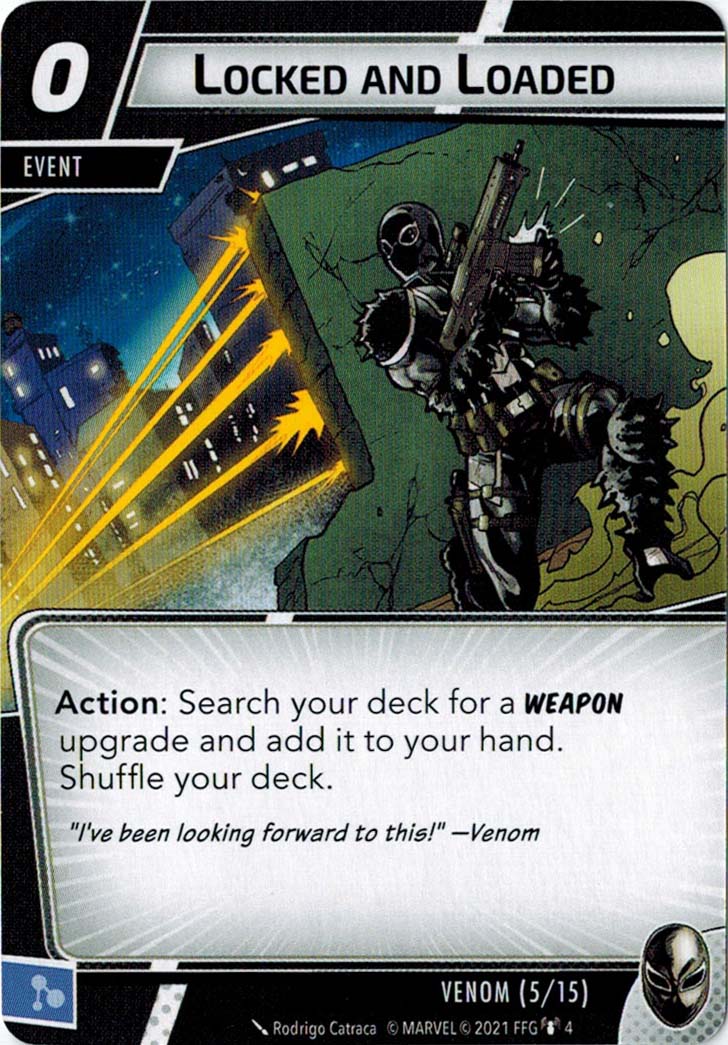 0
LOCKED AND LOADED
EVENT
Action: Search your deck for a WEAPON
upgrade and add it to your hand.
Shuffle your deck.
"I've been looking forward to this!" —Venom
VENOM (5/15)
Rodrigo Catraca © MARVEL © 2021 FFG 4